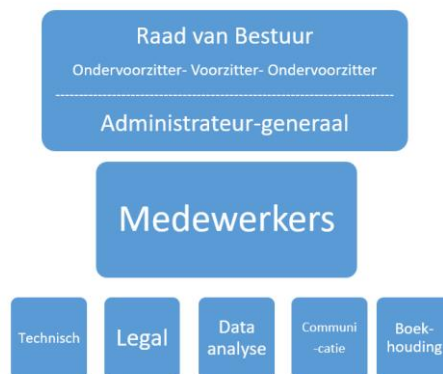 Raad van Bestuur
Ondervoorzitter- Voorzitter- Ondervoorzitter
Administrateur-generaal
Medewerkers
Technisch
Legal
Data
analyse
Communi
-catie
Boek-
houding